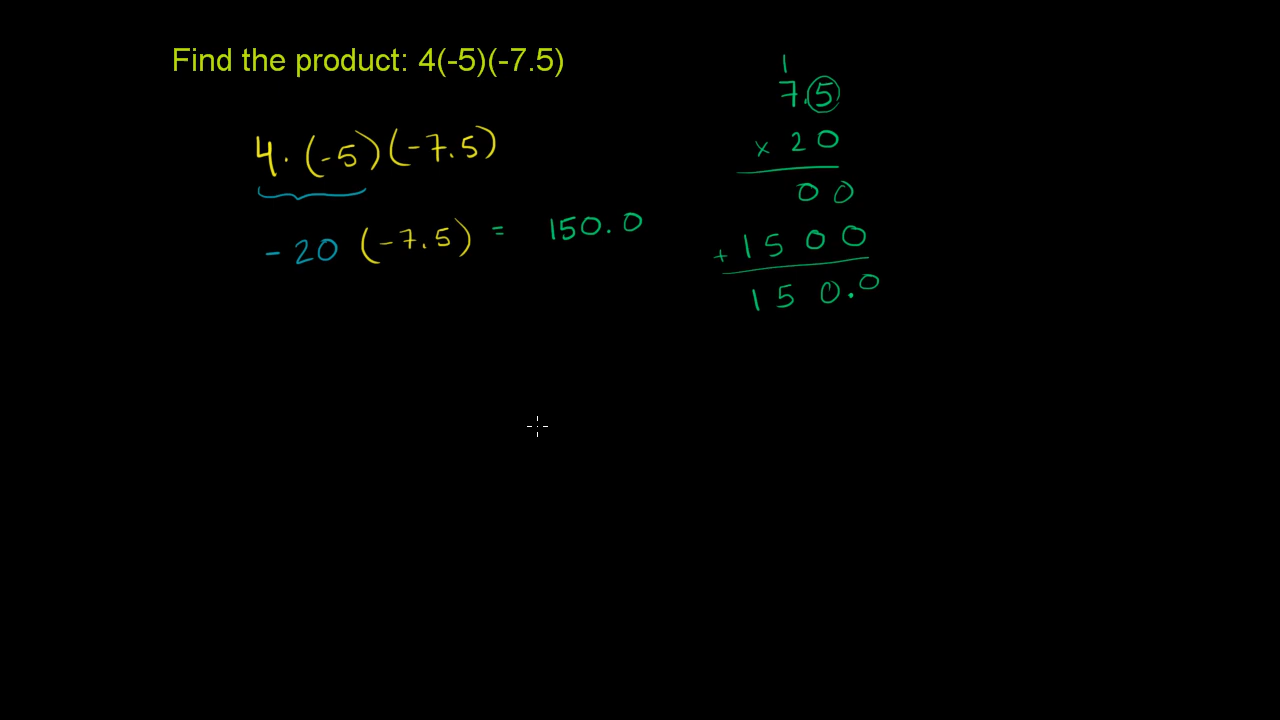 Find the product: 4(-5)(-7.5)
4·(-5)(-7.5)
-20(-7.5) = 150.0
1
7.5
x 20
00
+1500
150.0